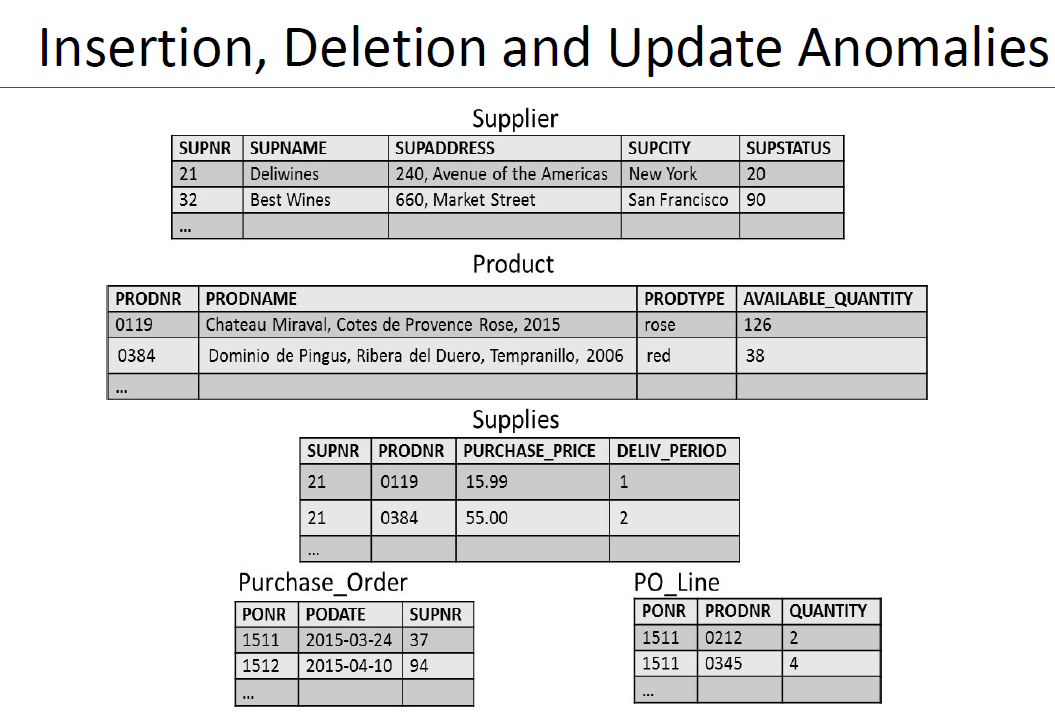 Insertion, Deletion and Update Anomalies
Supplier
SUPNR SUPNAME SUPADDRESS SUPCITY SUPSTATUS
21 Deliwines 240, Avenue of the Americas New York 20
32 Best Wines 660, Market Street San Francisco 90
...
Product
PRODNR PRODNAME PRODTYPE AVAILABLE_QUANTITY
0119 Chateau Miraval, Cotes de Provence Rose, 2015 rose 126
0384 Dominio de Pingus, Ribera del Duero, Tempranillo, 2006 red 38
...
Supplies
SUPNR PRODNR PURCHASE_PRICE DELIV_PERIOD
21 0119 15.99 1
21 0384 55.00 2
...
Purchase_Order
PONR PODATE SUPNR
1511 2015-03-24 37
1512 2015-04-10 94
...
PO_Line
PONR PRODNR QUANTITY
1511 0212 2
1511 0345 4
...